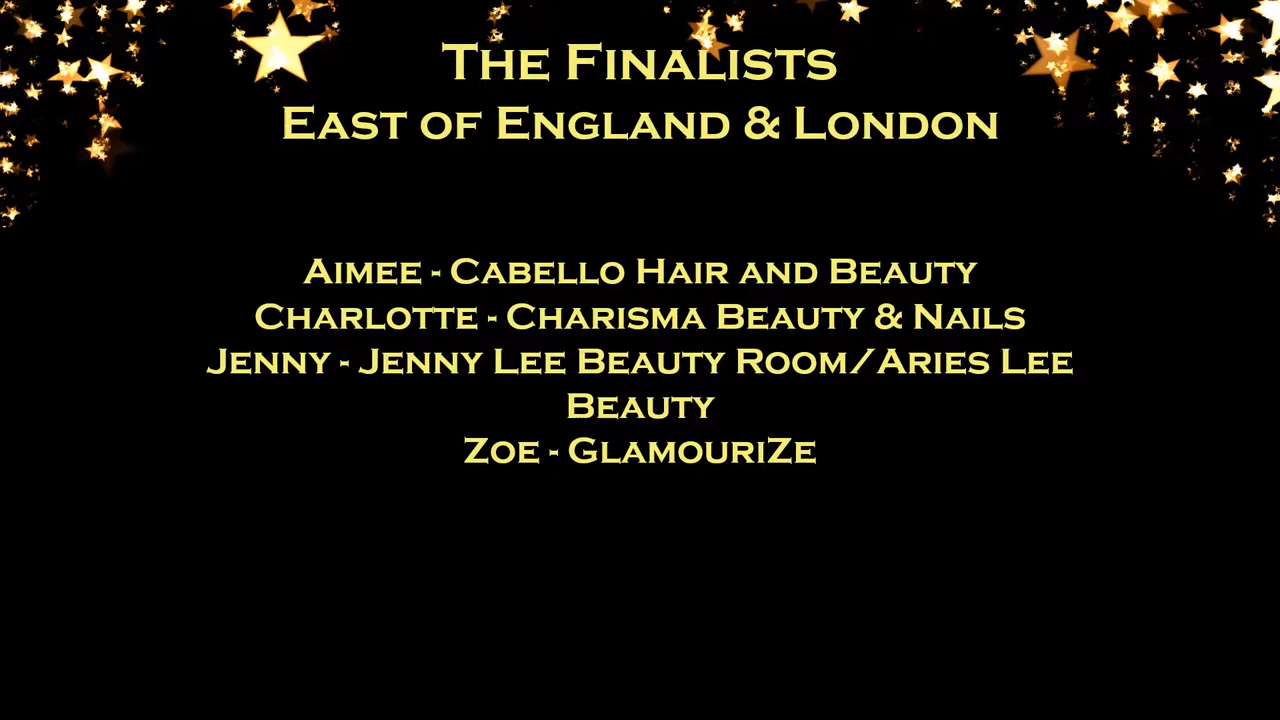 The Finalists
East of England & London
Aimee - Cabello Hair and Beauty
Charlotte - Charisma Beauty & Nails
Jenny - Jenny Lee Beauty Room/Aries Lee
Beauty
Zoe - GlamouriZe